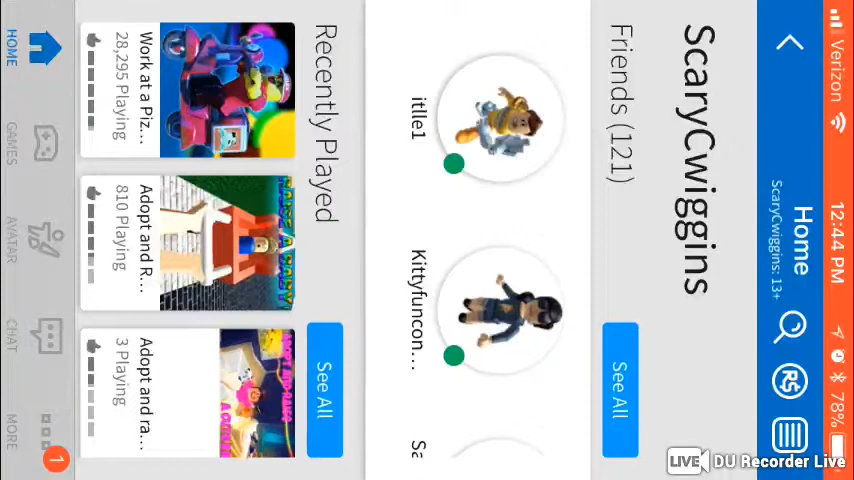 Verizon 12:44 PM 78%
Home
ScaryCwiggins: 13+
R$
ScaryCwiggins
Friends (121)
See All
itlle1
Kittyfuncon...
Sa
Recently Played
See All
Work at a Piz...
28,295 Playing
Adopt and R...
810 Playing
Adopt and ra...
3 Playing
HOME
GAMES
AVATAR
CHAT
MORE
1
LIVE DU Recorder Live